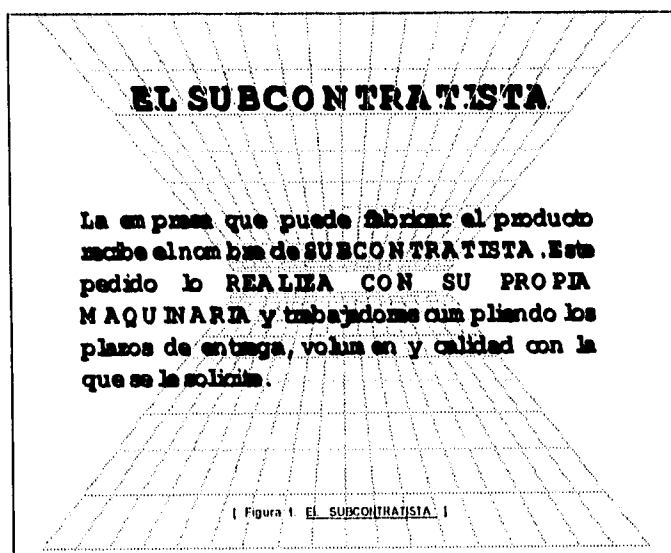 EL SUBCONTRATISTA
La empresa que puede fabricar el producto
recibe el nombre de SUBCONTRATISTA. Este
pedido lo REALIZA CON SU PROPIA
MAQUINARIA y trabajadores cumpliendo los
plazos de entrega, volumen y calidad con la
que se le solicite.
[ Figura 1. EL SUBCONTRATISTA ]